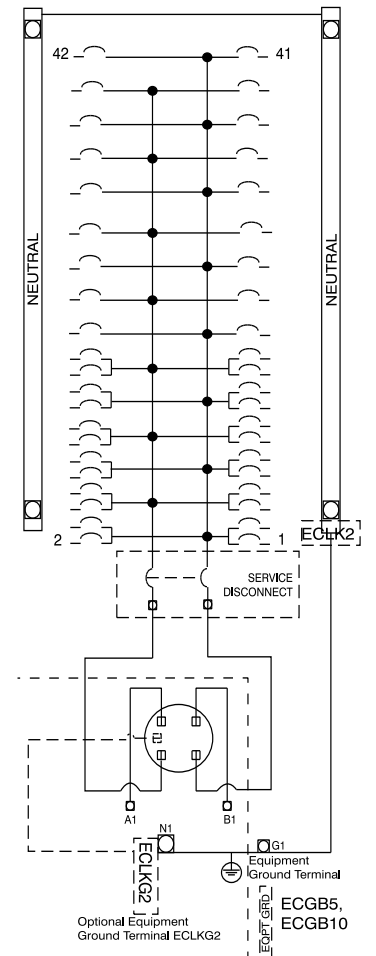 42 41
NEUTRAL NEUTRAL
2 1
ECLK2
SERVICE
DISCONNECT
A1 N1 B1
G1
Equipment
Ground Terminal
ECLKG2
Optional Equipment
Ground Terminal ECLKG2
EQPT GRD
ECGB5,
ECGB10